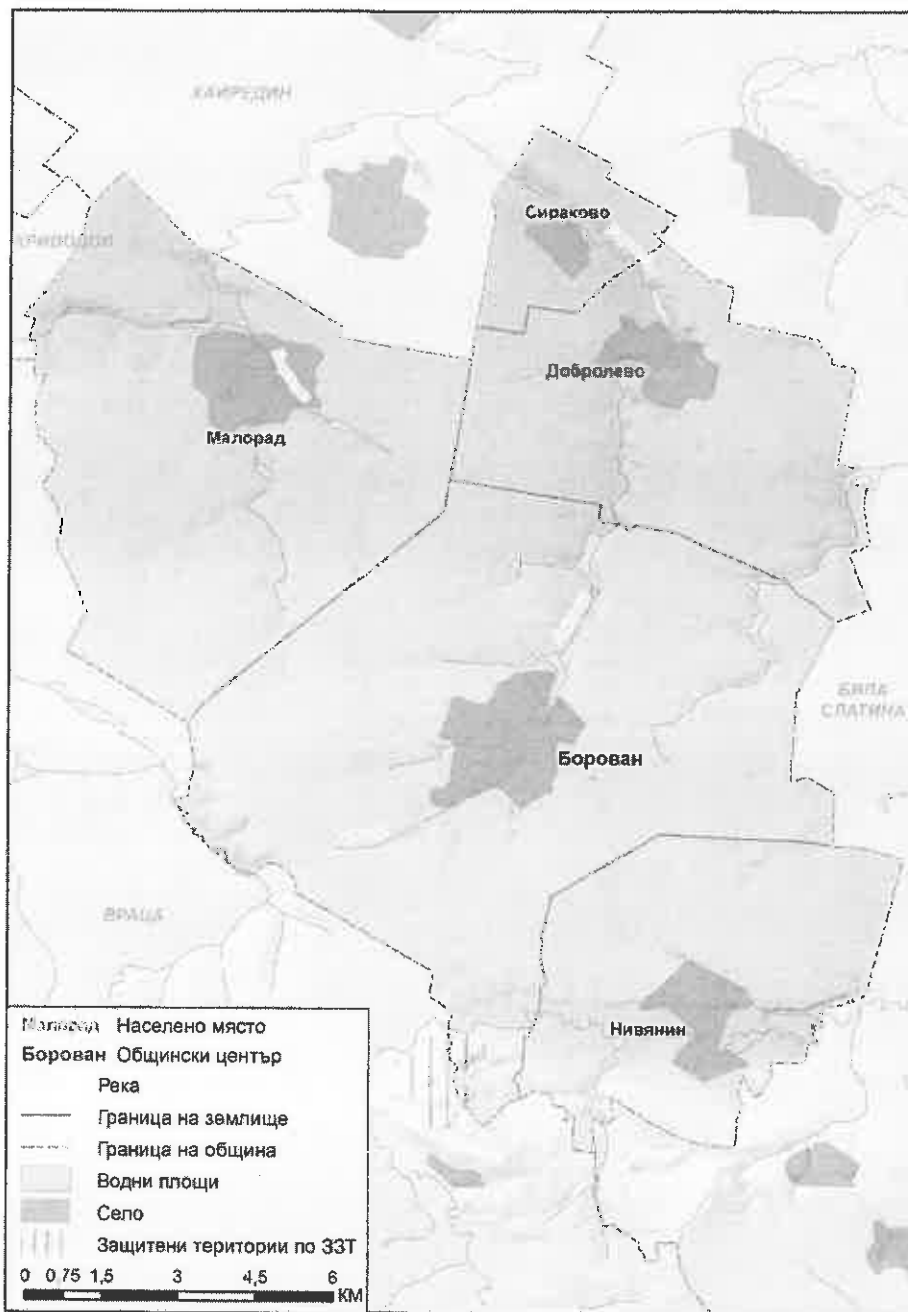 ХАЙРЕДИН
Сираково
Добролево
Малорад
БЯЛА
СЛАТИНА
Борован
ВРАЦА
Нивянин
Малорад Населено място
Борован Общински център
Река
Граница на землище
Граница на община
Водни площи
Село
Защитени територии по ЗЗТ
0 0,75 1,5 3 4,5 6
КМ